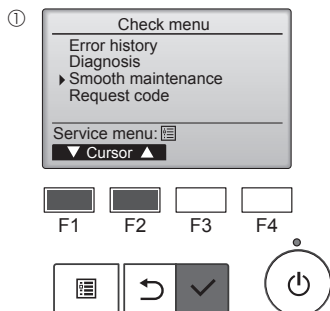 ①
Check menu
Error history
Diagnosis
Smooth maintenance
Request code
Service menu:
▼ Cursor ▲
F1 F2 F3 F4